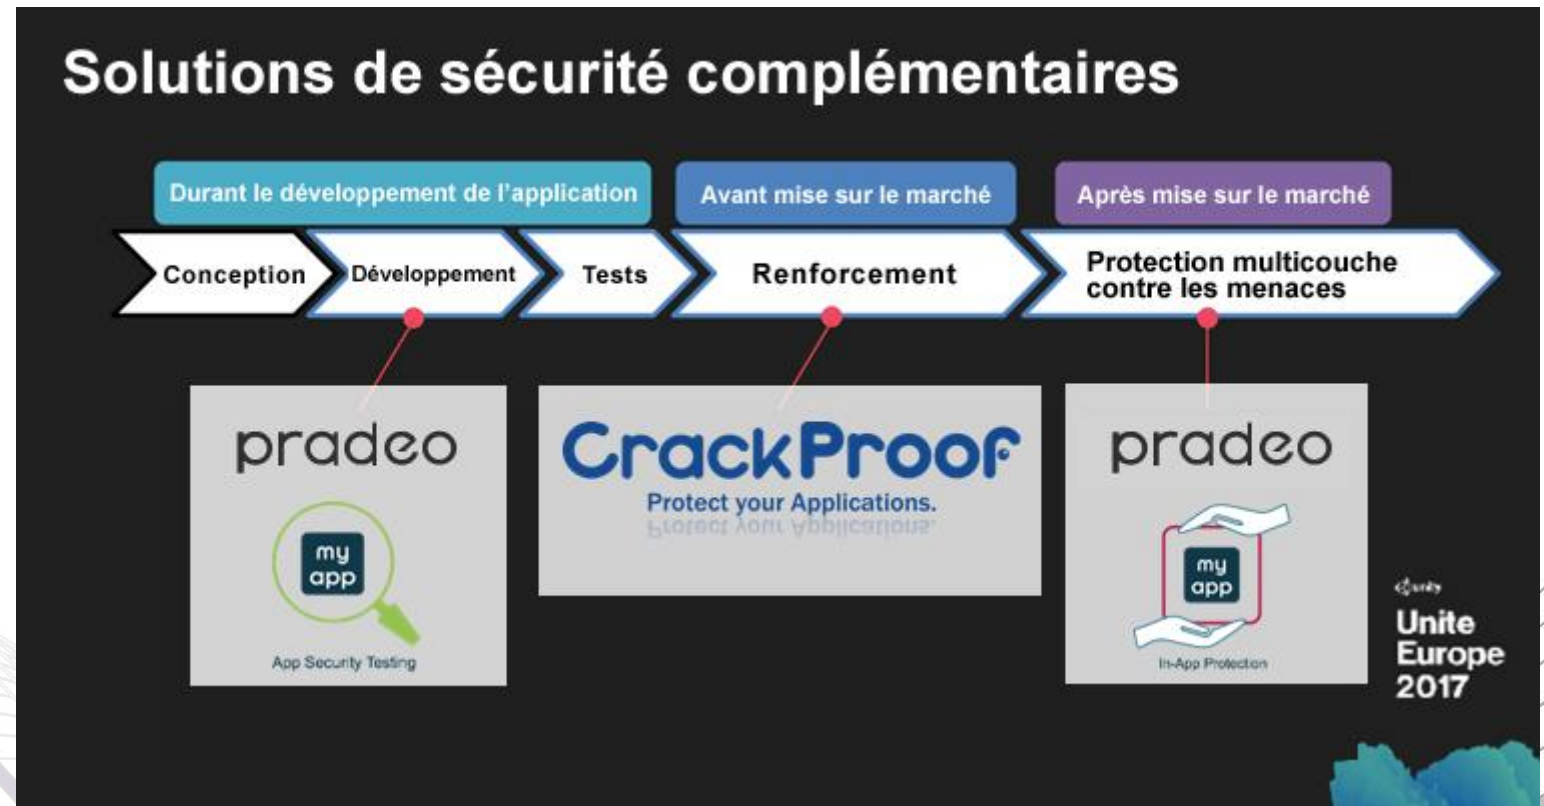 Solutions de sécurité complémentaires
Durant le développement de l'application
Avant mise sur le marché
Après mise sur le marché
Conception
Développement
Tests
Renforcement
Protection multicouche
contre les menaces
pradeo
CrackProof
Protect your Applications.
pradeo
my
app
App Security Testing
my
app
In-App Protection
unity
Unite
Europe
2017